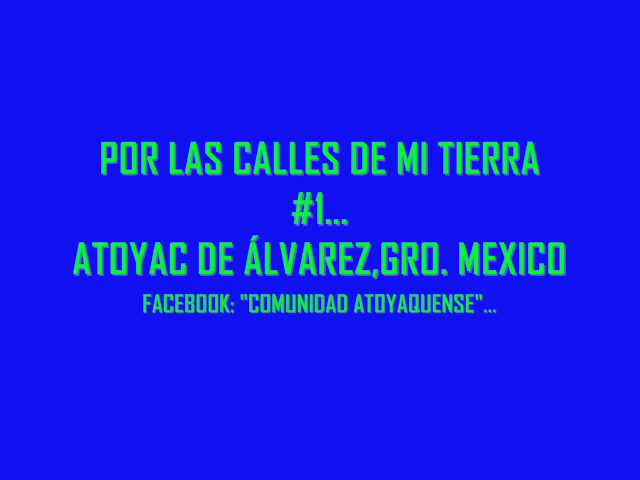 POR LAS CALLES DE MI TIERRA
#1...
ATOYAC DE ÁLVAREZ,GRO. MEXICO
FACEBOOK: "COMUNIDAD ATOYAQUENSE"...